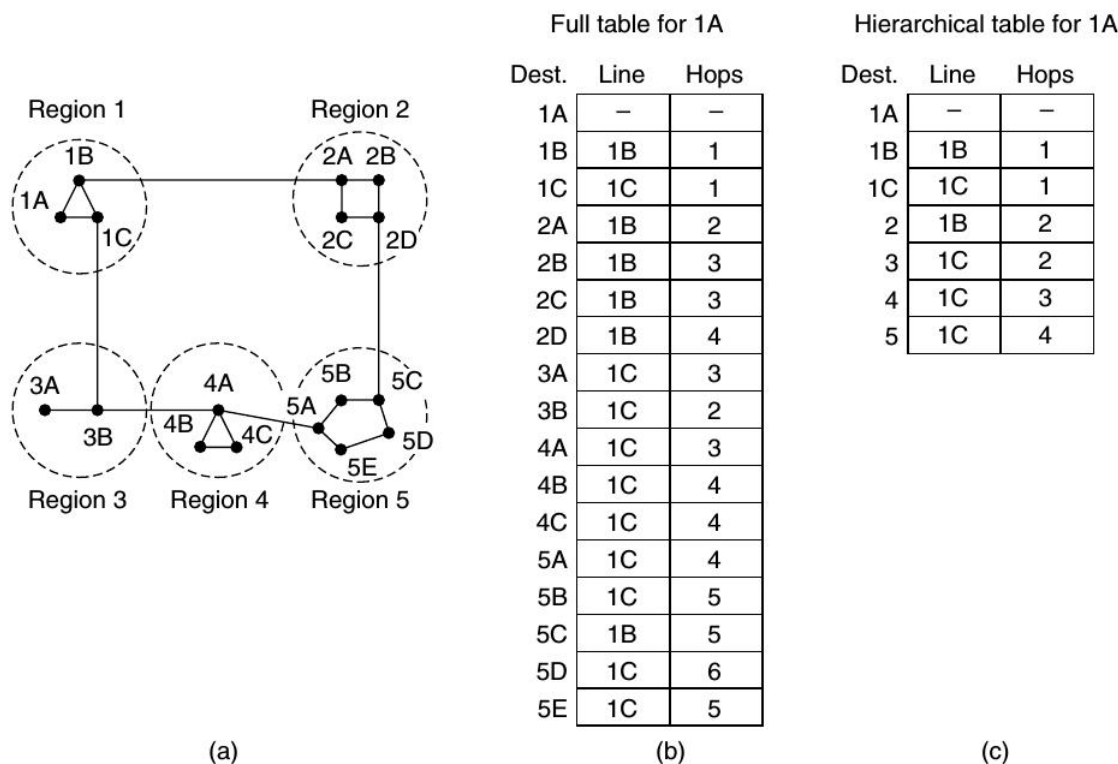 Region 1
Region 2
1B
2A 2B
1A
1C
2C
2D
3A
4A
5B
5C
5A
3B
4B
4C
5D
5E
Region 3
Region 4
Region 5
(a)
Full table for 1A
Dest. Line Hops
1A – –
1B 1B 1
1C 1C 1
2A 1B 2
2B 1B 3
2C 1B 3
2D 1B 4
3A 1C 3
3B 1C 2
4A 1C 3
4B 1C 4
4C 1C 4
5A 1C 4
5B 1C 5
5C 1B 5
5D 1C 6
5E 1C 5
(b)
Hierarchical table for 1A
Dest. Line Hops
1A – –
1B 1B 1
1C 1C 1
2 1B 2
3 1C 2
4 1C 3
5 1C 4
(c)